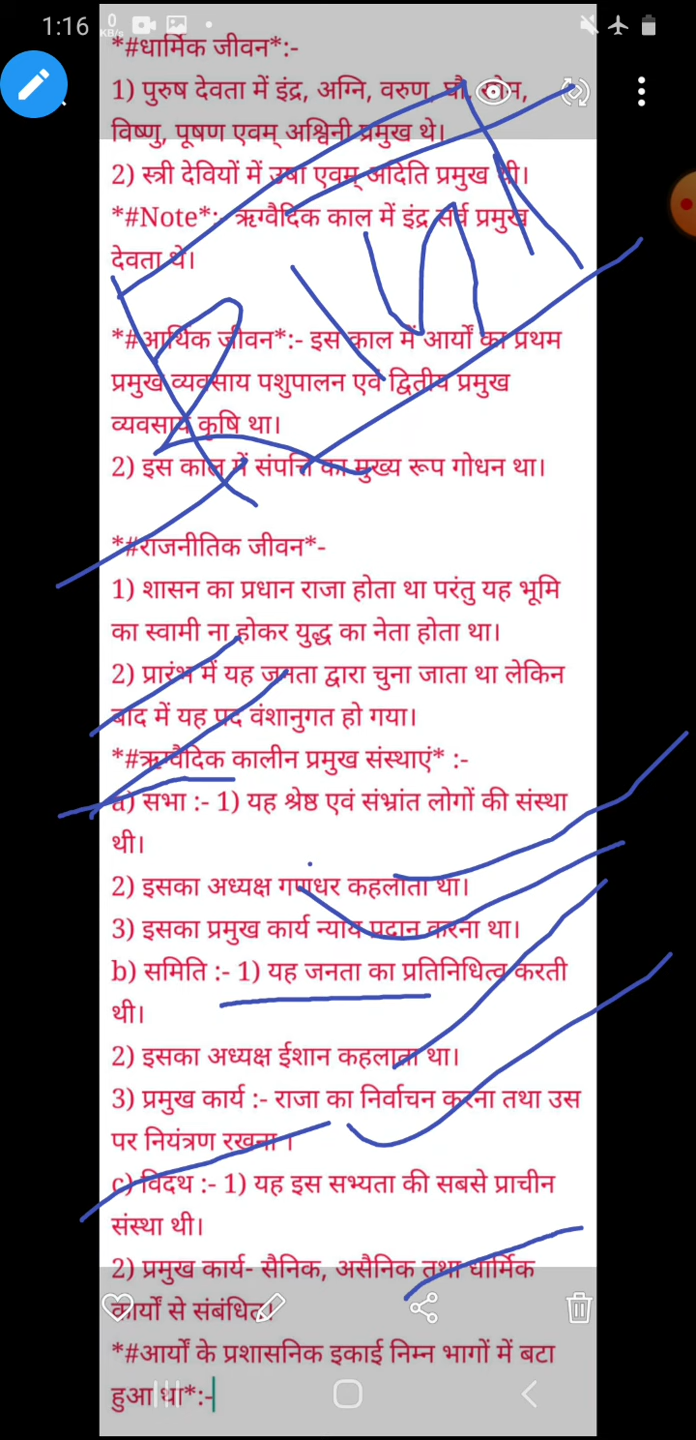 1:16
0
KB/s
*#धार्मिक जीवन*:-
1) पुरुष देवता में इंद्र, अग्नि, वरुण, घौ, सोम,
विष्णु, पूषण एवम् अश्विनी प्रमुख थे।
2) स्त्री देवियों में उषा एवम् अदिति प्रमुख थी।
*#Note*:- ऋग्वैदिक काल में इंद्र सर्व प्रमुख
देवता थे।
*#आर्थिक जीवन*:- इस काल में आर्यों का प्रथम
प्रमुख व्यवसाय पशुपालन एवं द्वितीय प्रमुख
व्यवसाय कृषि था।
2) इस काल में संपत्ति का मुख्य रूप गोधन था।
*#राजनीतिक जीवन*-
1) शासन का प्रधान राजा होता था परंतु यह भूमि
का स्वामी ना होकर युद्ध का नेता होता था।
2) प्रारंभ में यह जनता द्वारा चुना जाता था लेकिन
बाद में यह पद वंशानुगत हो गया।
*#ऋग्वैदिक कालीन प्रमुख संस्थाएं* :-
a) सभा :- 1) यह श्रेष्ठ एवं संभ्रांत लोगों की संस्था
थी।
2) इसका अध्यक्ष गणधर कहलाता था।
3) इसका प्रमुख कार्य न्याय प्रदान करना था।
b) समिति :- 1) यह जनता का प्रतिनिधित्व करती
थी।
2) इसका अध्यक्ष ईशान कहलाता था।
3) प्रमुख कार्य :- राजा का निर्वाचन करना तथा उस
पर नियंत्रण रखना ।
c) विदथ :- 1) यह इस सभ्यता की सबसे प्राचीन
संस्था थी।
2) प्रमुख कार्य- सैनिक, असैनिक तथा धार्मिक
कार्यों से संबंधित।
*#आर्यों के प्रशासनिक इकाई निम्न भागों में बटा
हुआ था*:-